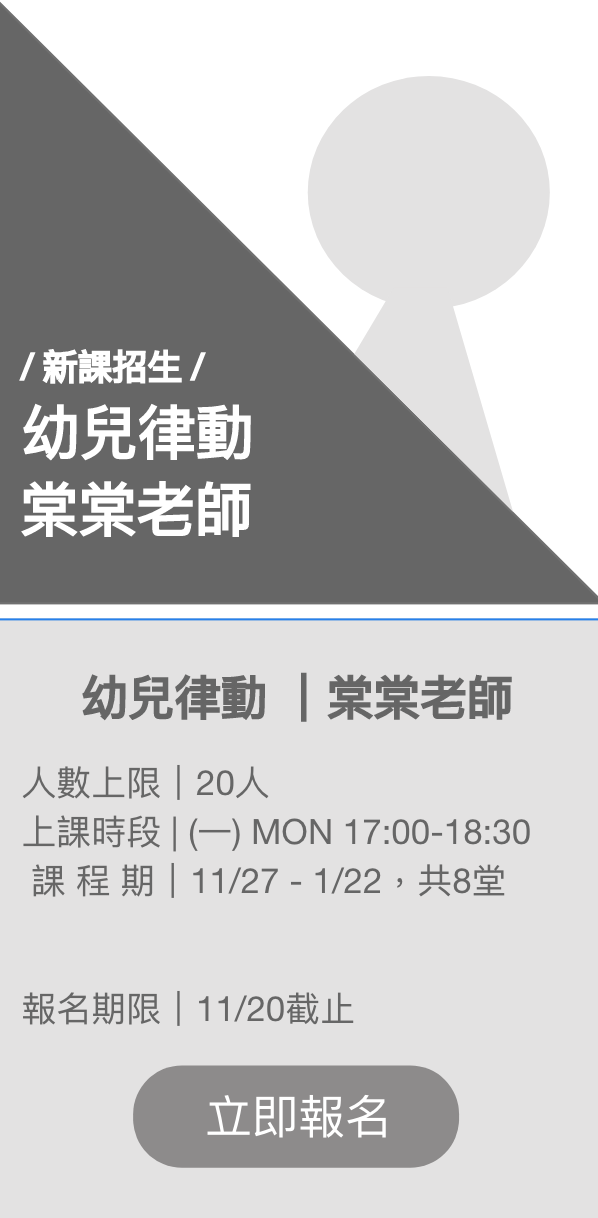 / 新課招生 /
幼兒律動
棠棠老師
幼兒律動 ｜棠棠老師
人數上限｜20人
上課時段 | (一) MON 17:00-18:30
課 程 期｜11/27 - 1/22，共8堂
報名期限｜11/20截止
立即報名